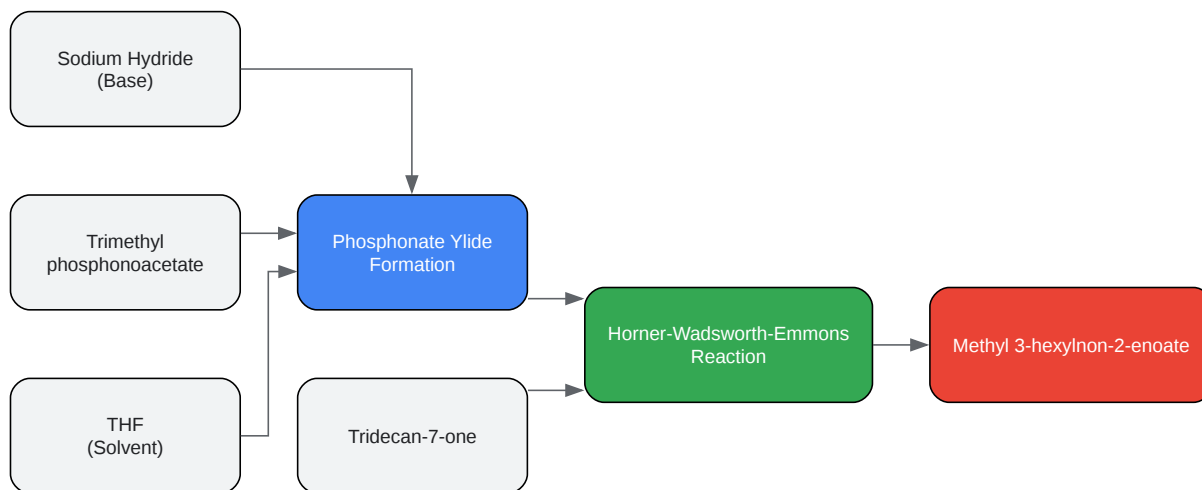 Sodium Hydride
(Base)
Trimethyl
phosphonoacetate
Phosphonate Ylide
Formation
Horner-Wadsworth-Emmons
Reaction
Methyl 3-hexylnon-2-enoate
THF
(Solvent)
Tridecan-7-one